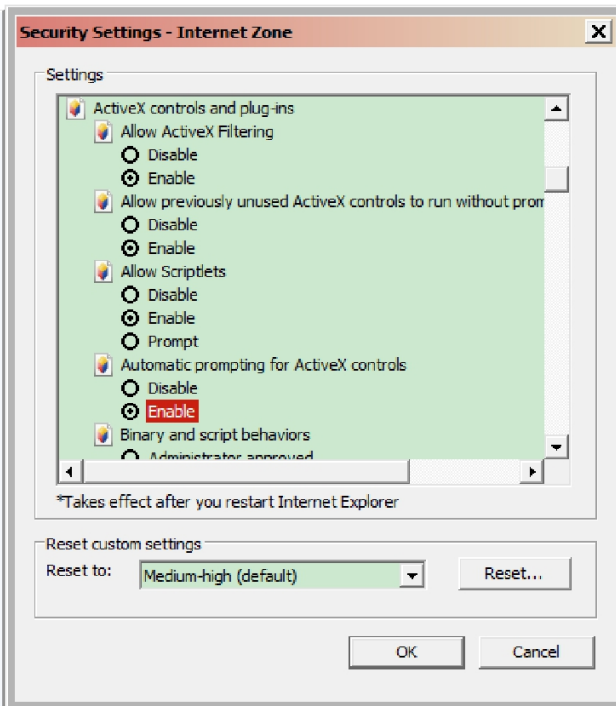 Security Settings - Internet Zone
Settings
ActiveX controls and plug-ins
Allow ActiveX Filtering
Disable
Enable
Allow previously unused ActiveX controls to run without prom
Disable
Enable
Allow Scriptlets
Disable
Enable
Prompt
Automatic prompting for ActiveX controls
Disable
Enable
Binary and script behaviors
Administrator approved
*Takes effect after you restart Internet Explorer
Reset custom settings
Reset to: Medium-high (default) Reset...
OK Cancel